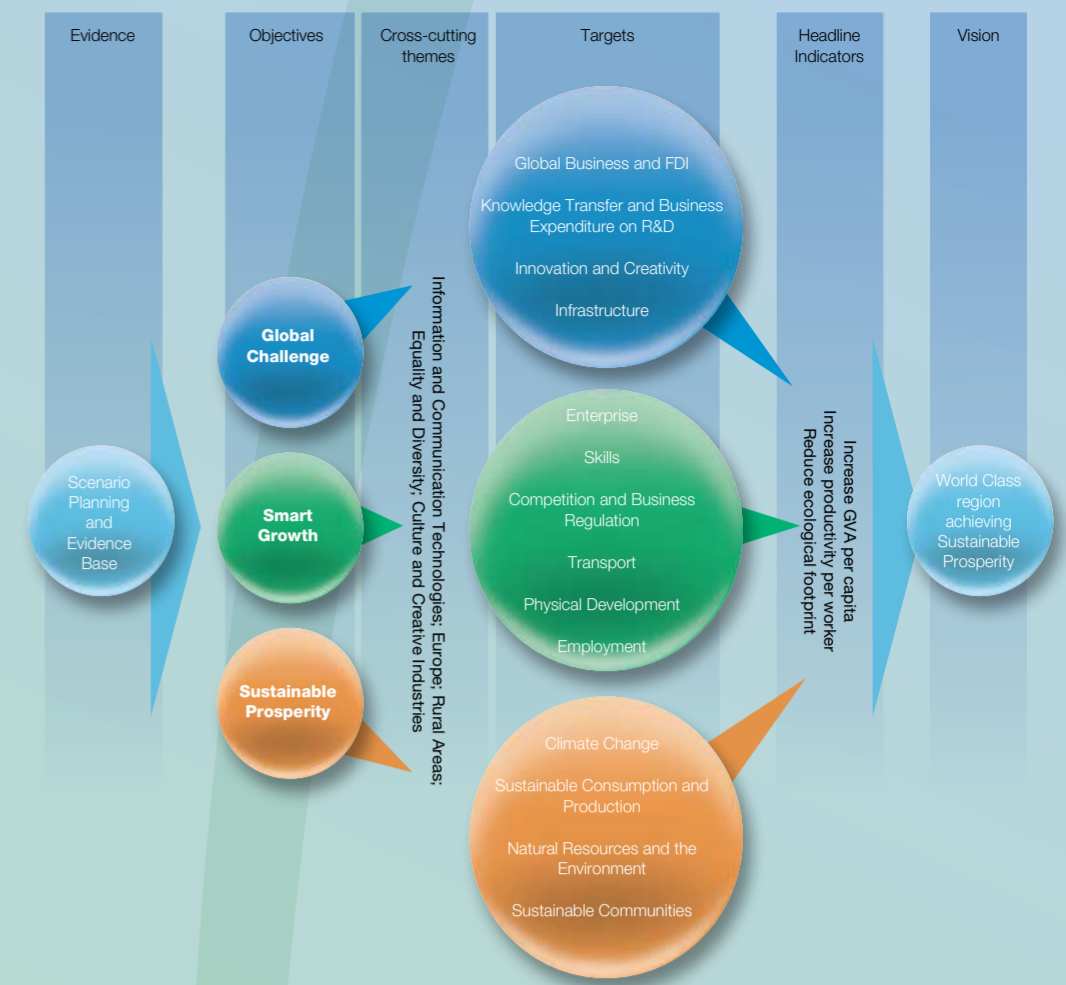 Evidence
Objectives
Cross-cutting
themes
Targets
Headline
Indicators
Vision
Scenario
Planning
and
Evidence
Base
Global
Challenge
Smart
Growth
Sustainable
Prosperity
Information and Communication Technologies; Europe; Rural Areas;
Equality and Diversity; Culture and Creative Industries
Global Business and FDI
Knowledge Transfer and Business
Expenditure on R&D
Innovation and Creativity
Infrastructure
Enterprise
Skills
Competition and Business
Regulation
Transport
Physical Development
Employment
Climate Change
Sustainable Consumption and
Production
Natural Resources and the
Environment
Sustainable Communities
Increase GVA per capita
Increase productivity per worker
Reduce ecological footprint
World Class
region
achieving
Sustainable
Prosperity